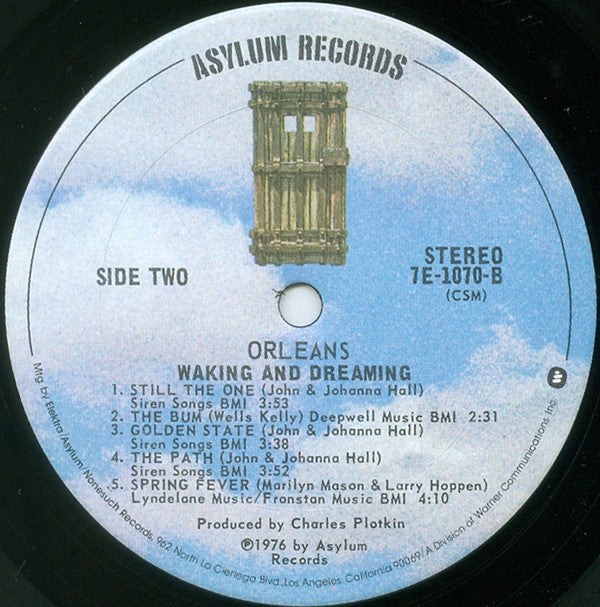 ASYLUM RECORDS
SIDE TWO
STEREO
7E-1070-B
(CSM)
ORLEANS
WAKING AND DREAMING
1. STILL THE ONE (John & Johanna Hall)
Siren Songs BMI 3:53
2. THE BUM (Wells Kelly) Deepwell Music BMI 2:31
3. GOLDEN STATE (John & Johanna Hall)
Siren Songs BMI 3:38
4. THE PATH (John & Johanna Hall)
Siren Songs BMI 3:52
5. SPRING FEVER (Marilyn Mason & Larry Hoppen)
Lyndelane Music/Fronstan Music BMI 4:10
Produced by Charles Plotkin
℗1976 by Asylum
Records
Mfg. by Elektra/Asylum/Nonesuch Records, 962 North La Cienega Blvd., Los Angeles, California 90069/A Division of Warner Communications Inc.